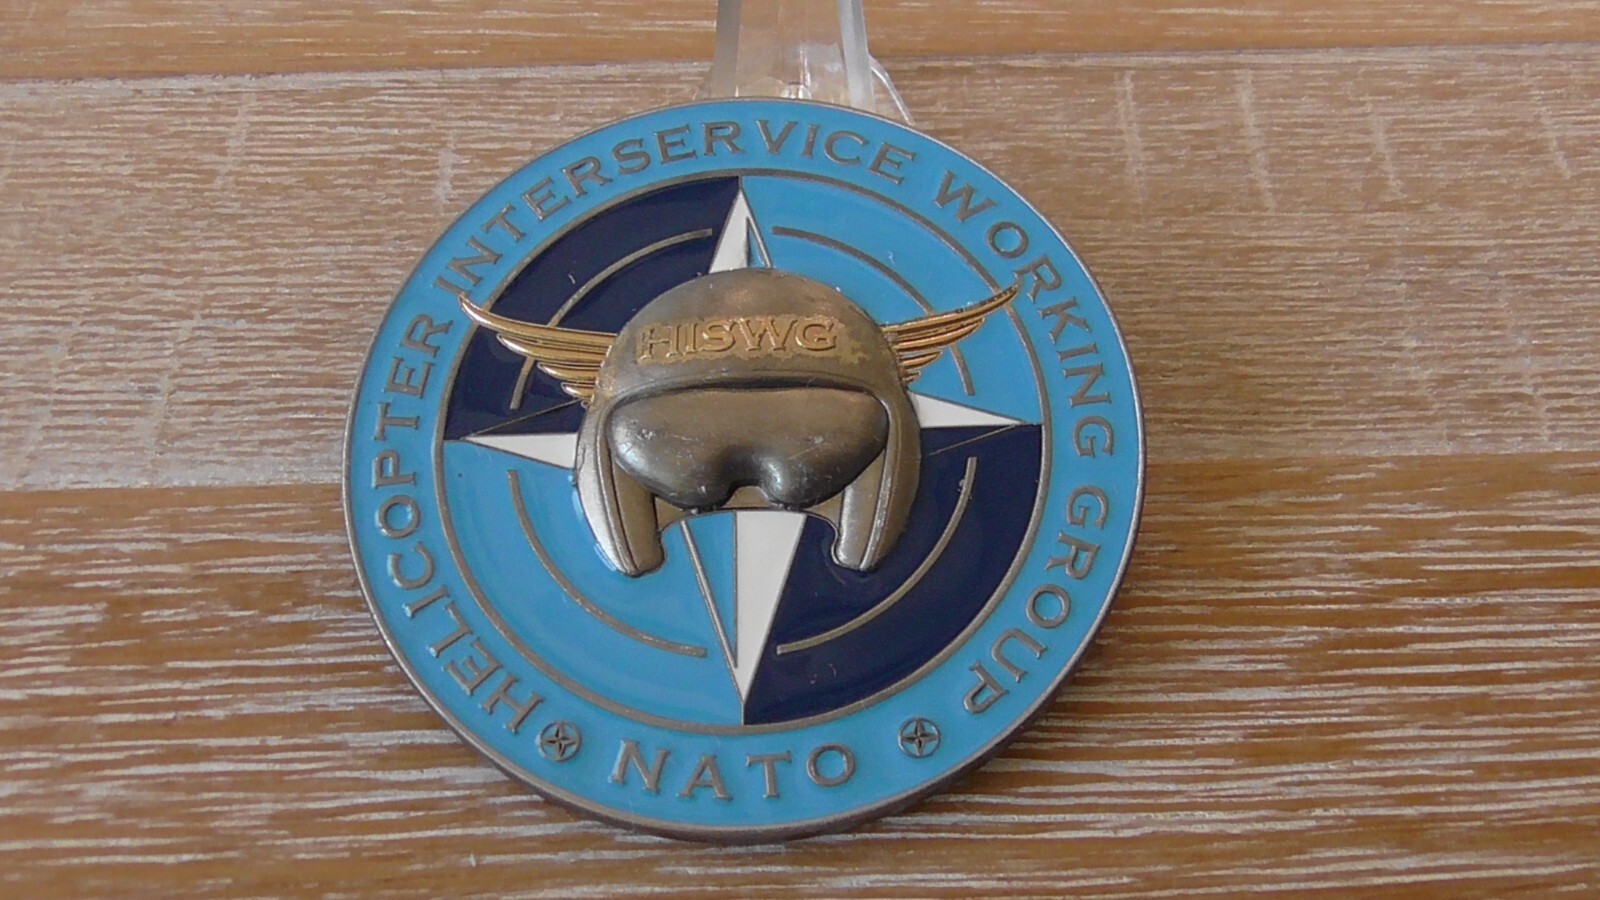 HELICOPTER INTERSERVICE WORKING GROUP
HISWG
NATO